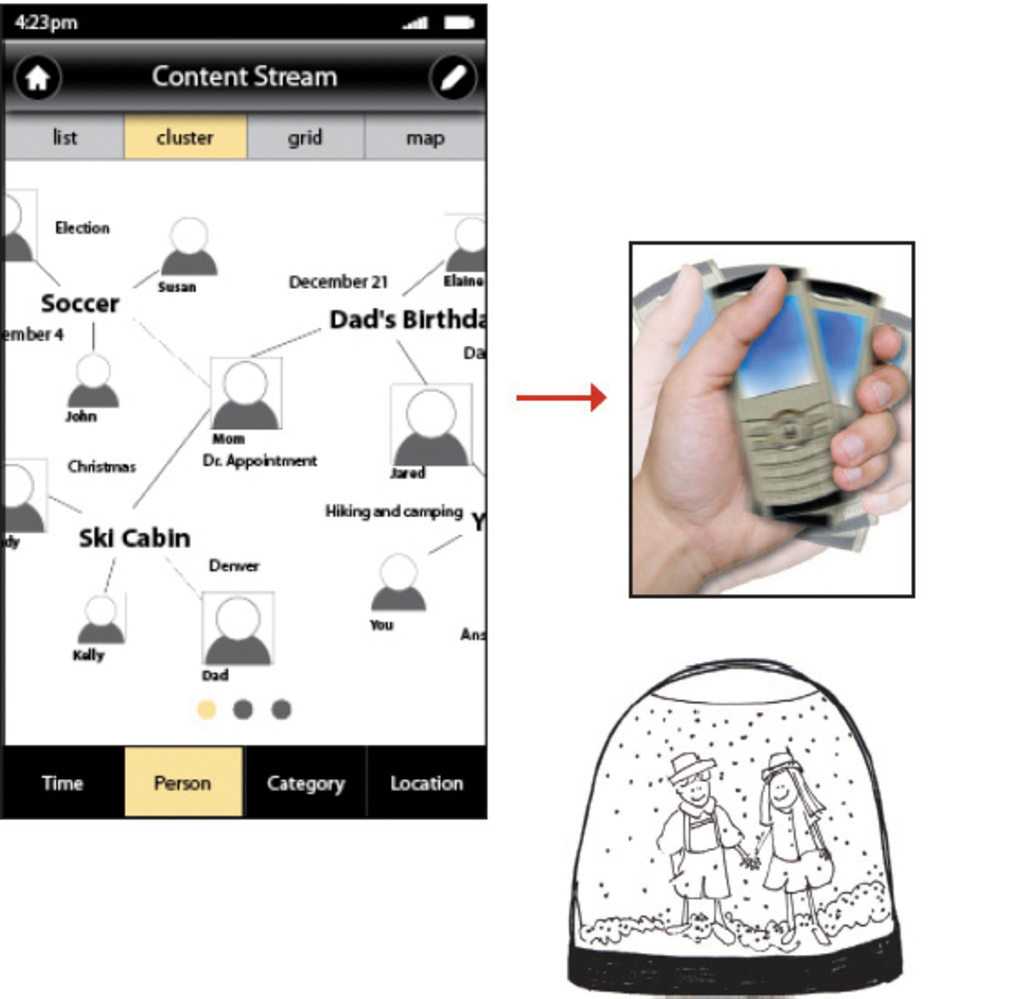 4:23pm
Content Stream
list cluster grid map
Election
Susan
December 21
Elaine
Soccer
Dad's Birthda
ember 4
Da
John
Mom
Dr. Appointment
Jared
Christmas
Hiking and camping
Y
dy
Ski Cabin
Denver
You
Kelly
Ans
Dad
Time Person Category Location